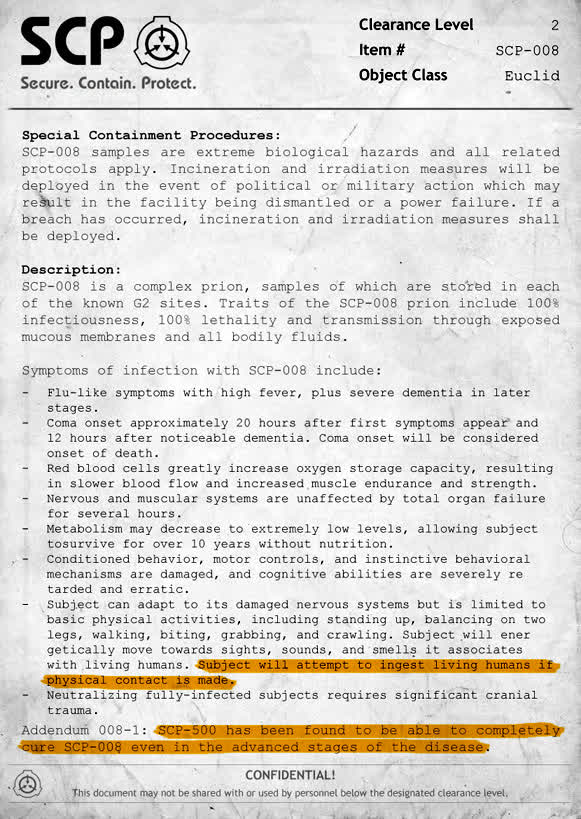 SCP
Secure. Contain. Protect.
Clearance Level 2
Item # SCP-008
Object Class Euclid
Special Containment Procedures:
SCP-008 samples are extreme biological hazards and all related
protocols apply. Incineration and irradiation measures will be
deployed in the event of political or military action which may
result in the facility being dismantled or a power failure. If a
breach has occurred, incineration and irradiation measures shall
be deployed.
Description:
SCP-008 is a complex prion, samples of which are stored in each
of the known G2 sites. Traits of the SCP-008 prion include 100%
infectiousness, 100% lethality and transmission through exposed
mucous membranes and all bodily fluids.
Symptoms of infection with SCP-008 include:
- Flu-like symptoms with high fever, plus severe dementia in later
stages.
- Coma onset approximately 20 hours after first symptoms appear and
12 hours after noticeable dementia. Coma onset will be considered
onset of death.
- Red blood cells greatly increase oxygen storage capacity, resulting
in slower blood flow and increased muscle endurance and strength.
- Nervous and muscular systems are unaffected by total organ failure
for several hours.
- Metabolism may decrease to extremely low levels, allowing subject
tosurvive for over 10 years without nutrition.
- Conditioned behavior, motor controls, and instinctive behavioral
mechanisms are damaged, and cognitive abilities are severely re
tarded and erratic.
- Subject can adapt to its damaged nervous systems but is limited to
basic physical activities, including standing up, balancing on two
legs, walking, biting, grabbing, and crawling. Subject will ener
getically move towards sights, sounds, and smells it associates
with living humans. Subject will attempt to ingest living humans if
physical contact is made.
- Neutralizing fully-infected subjects requires significant cranial
trauma.
Addendum 008-1: SCP-500 has been found to be able to completely
cure SCP-008 even in the advanced stages of the disease.
CONFIDENTIAL!
This document may not be shared with or used by personnel below the designated clearance level.